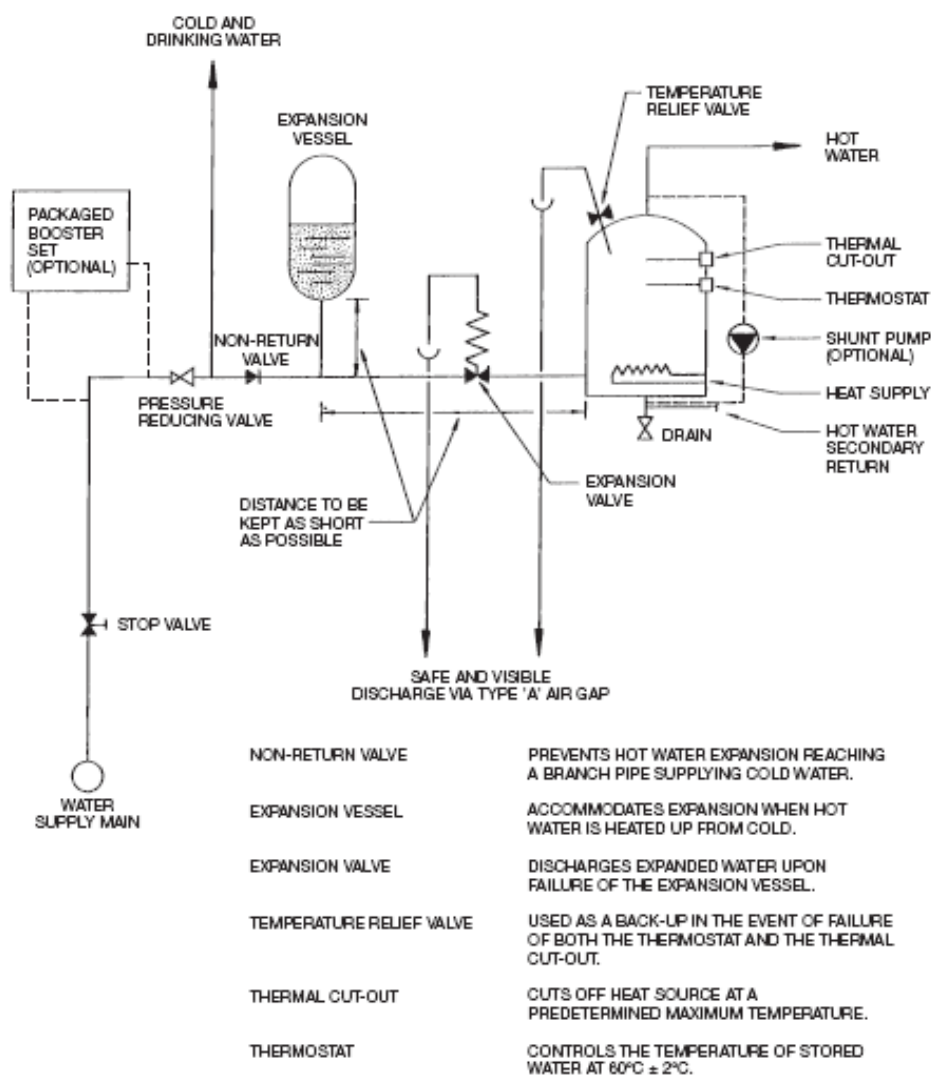 COLD AND
DRINKING WATER
EXPANSION
VESSEL
TEMPERATURE
RELIEF VALVE
HOT
WATER
PACKAGED
BOOSTER
SET
(OPTIONAL)
THERMAL
CUT-OUT
THERMOSTAT
NON-RETURN
VALVE
SHUNT PUMP
(OPTIONAL)
PRESSURE
REDUCING VALVE
HEAT SUPPLY
DRAIN
HOT WATER
SECONDARY
RETURN
EXPANSION
VALVE
DISTANCE TO BE
KEPT AS SHORT
AS POSSIBLE
STOP VALVE
SAFE AND VISIBLE
DISCHARGE VIA TYPE 'A' AIR GAP
WATER
SUPPLY MAIN
NON-RETURN VALVE
PREVENTS HOT WATER EXPANSION REACHING
A BRANCH PIPE SUPPLYING COLD WATER.
EXPANSION VESSEL
ACCOMMODATES EXPANSION WHEN HOT
WATER IS HEATED UP FROM COLD.
EXPANSION VALVE
DISCHARGES EXPANDED WATER UPON
FAILURE OF THE EXPANSION VESSEL.
TEMPERATURE RELIEF VALVE
USED AS A BACK-UP IN THE EVENT OF FAILURE
OF BOTH THE THERMOSTAT AND THE THERMAL
CUT-OUT.
THERMAL CUT-OUT
CUTS OFF HEAT SOURCE AT A
PREDETERMINED MAXIMUM TEMPERATURE.
THERMOSTAT
CONTROLS THE TEMPERATURE OF STORED
WATER AT 60ºC ± 2ºC.